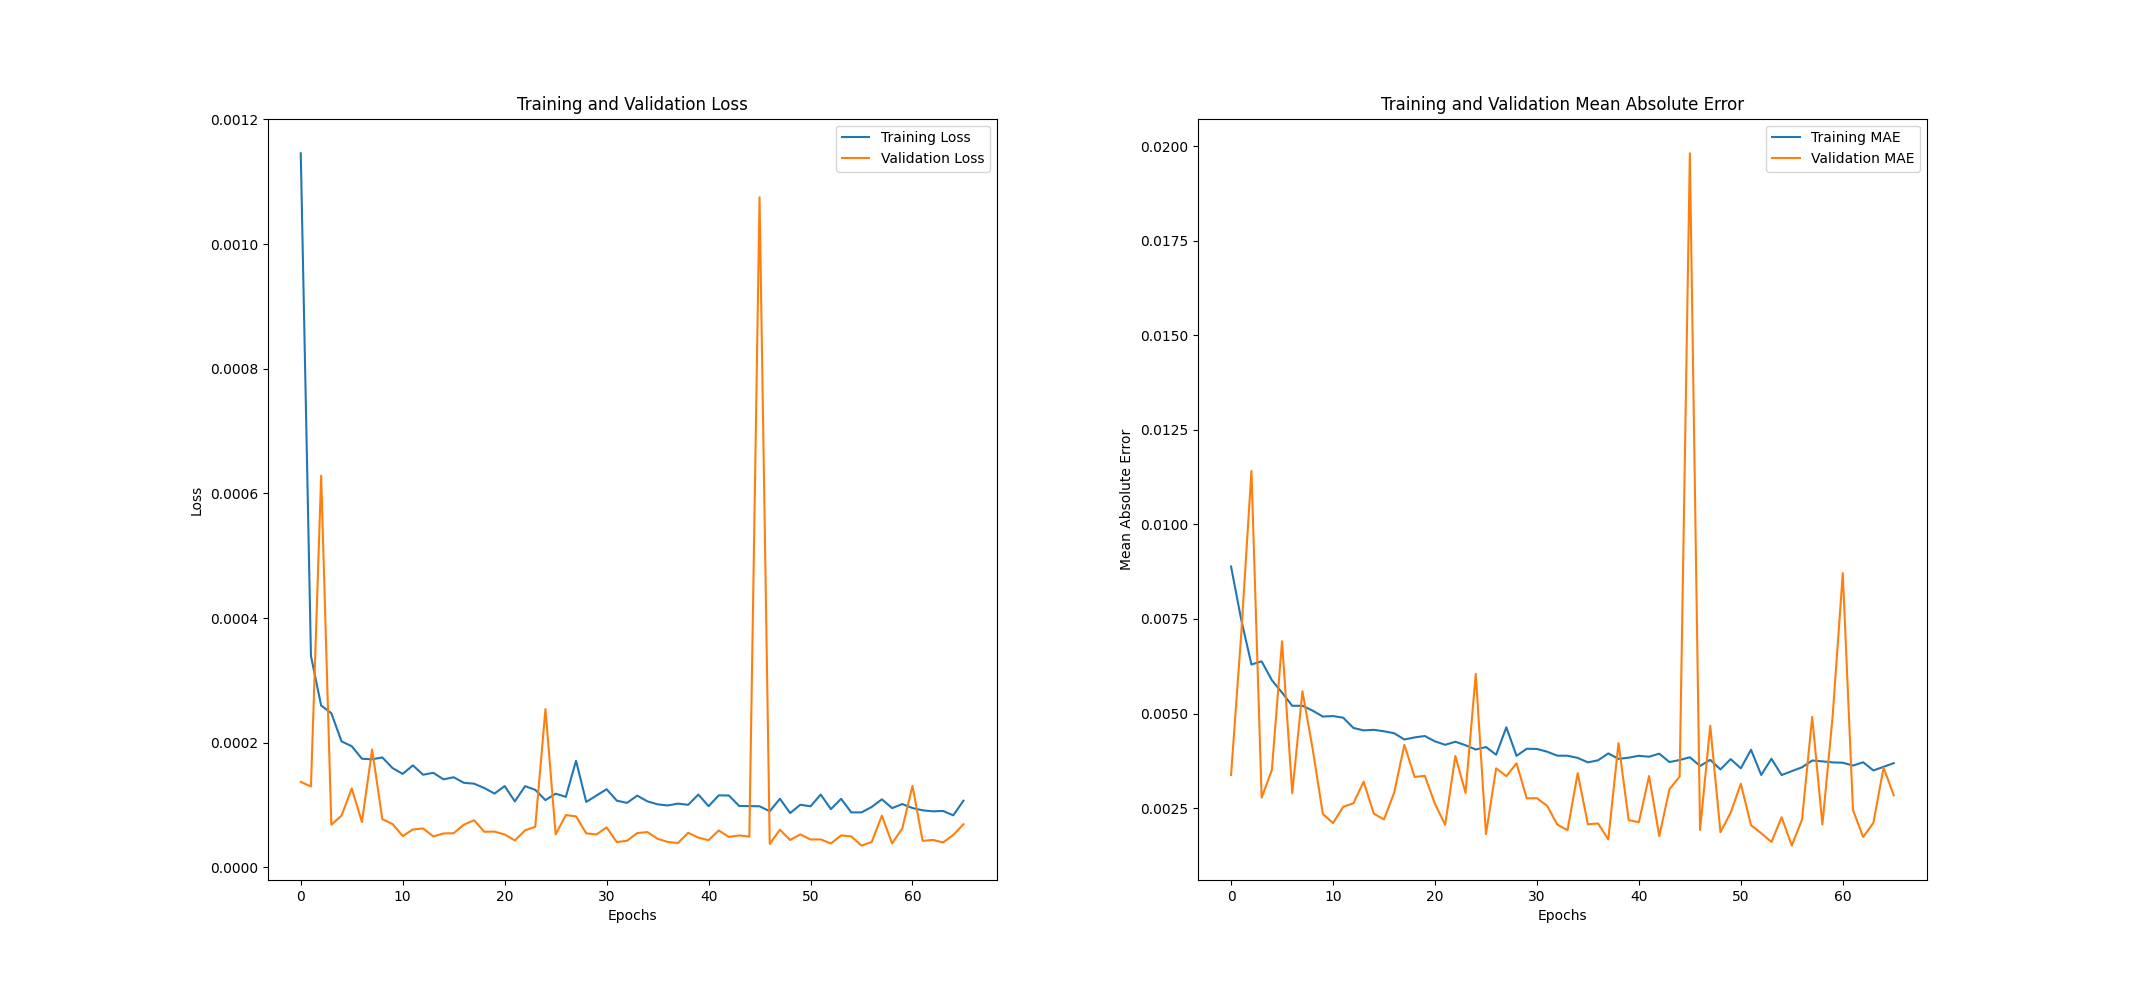 Training and Validation Loss
0.0012
0.0010
0.0008
0.0006
0.0004
0.0002
0.0000
Loss
Training Loss
Validation Loss
0 10 20 30 40 50 60
Epochs
Training and Validation Mean Absolute Error
0.0200
0.0175
0.0150
0.0125
0.0100
0.0075
0.0050
0.0025
Mean Absolute Error
Training MAE
Validation MAE
0 10 20 30 40 50 60
Epochs